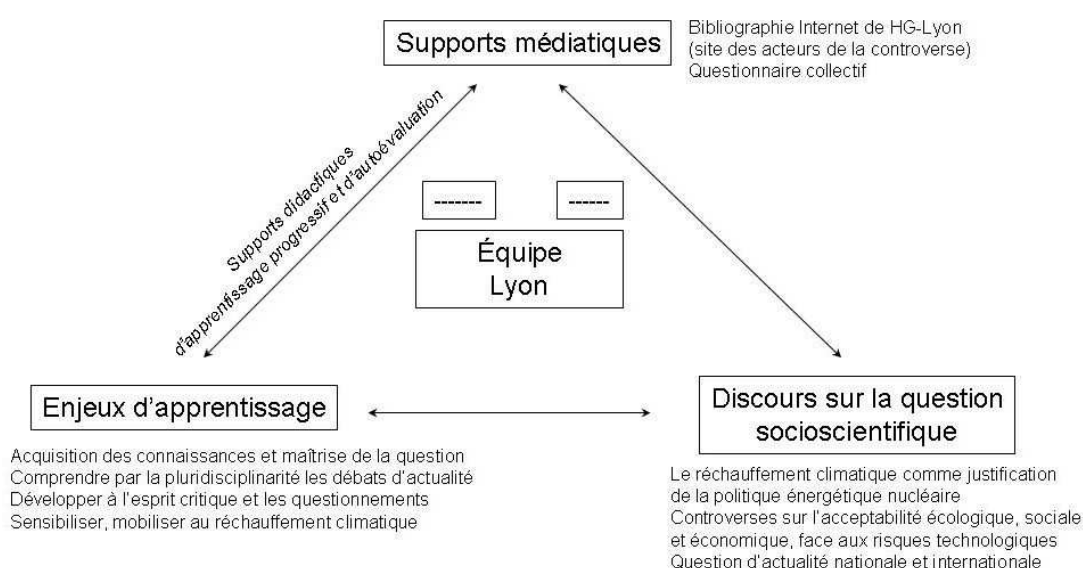 Supports médiatiques
Bibliographie Internet de HG-Lyon
(site des acteurs de la controverse)
Questionnaire collectif
Supports didactiques
d'apprentissage progressif et d'autoévaluation
-------
------
Équipe
Lyon
Enjeux d'apprentissage
Acquisition des connaissances et maîtrise de la question
Comprendre par la pluridisciplinarité les débats d'actualité
Développer à l'esprit critique et les questionnements
Sensibiliser, mobiliser au réchauffement climatique
Discours sur la question
socioscientifique
Le réchauffement climatique comme justification
de la politique énergétique nucléaire
Controverses sur l'acceptabilité écologique, sociale
et économique, face aux risques technologiques
Question d'actualité nationale et internationale